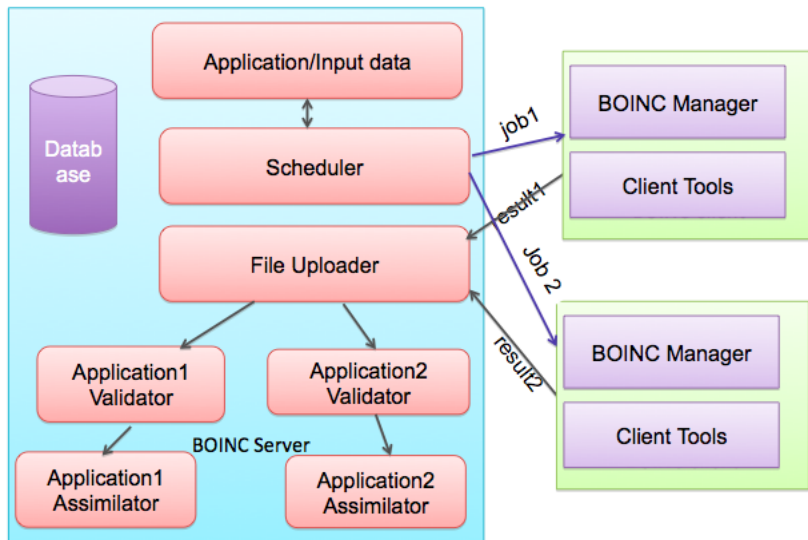 Application/Input data
Datab
ase
Scheduler
File Uploader
Application1
Validator
Application2
Validator
BOINC Server
Application1
Assimilator
Application2
Assimilator
job1
esult1
Job 2
result2
BOINC Manager
Client Tools
BOINC Manager
Client Tools